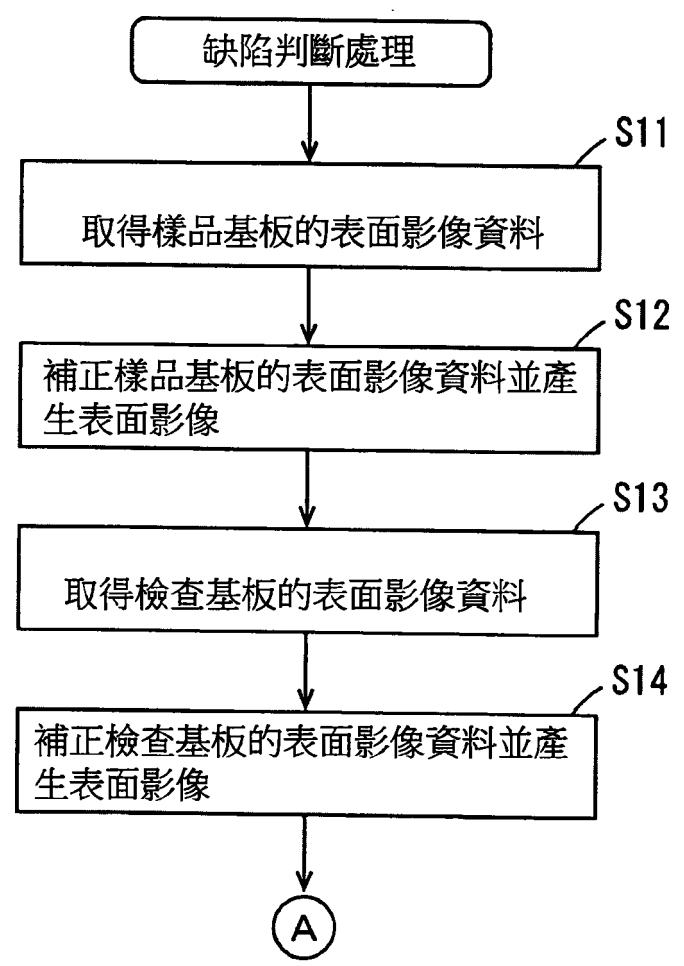 缺陷判斷處理
S11
取得樣品基板的表面影像資料
S12
補正樣品基板的表面影像資料並產
生表面影像
S13
取得檢查基板的表面影像資料
S14
補正檢查基板的表面影像資料並產
生表面影像
A